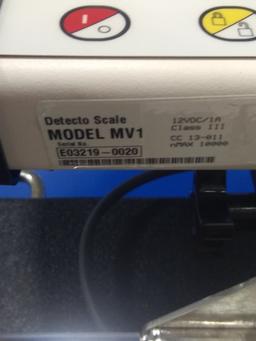 Detecto Scale
MODEL MV1
Serial No.
E03219-0020
12VDC/1A
Class III
CC 13-011
nMAX 10000